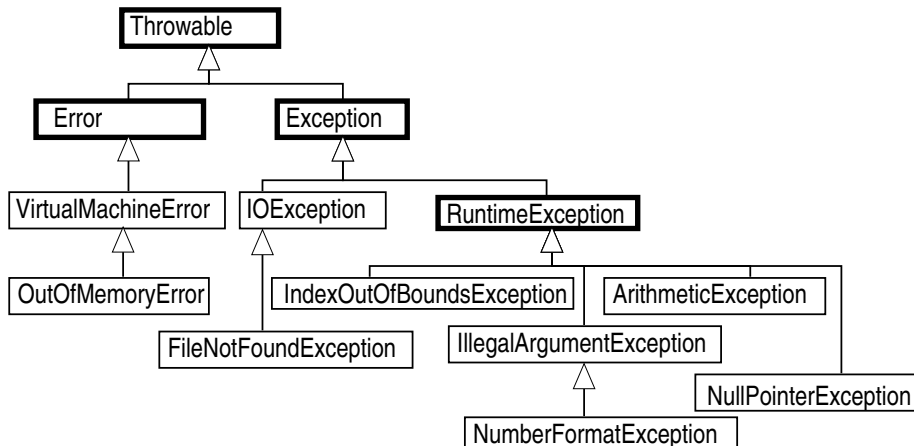 Throwable
Error
Exception
VirtualMachineError
IOException
RuntimeException
OutOfMemoryError
IndexOutOfBoundsException
ArithmeticException
FileNotFoundException
IllegalArgumentException
NullPointerException
NumberFormatException